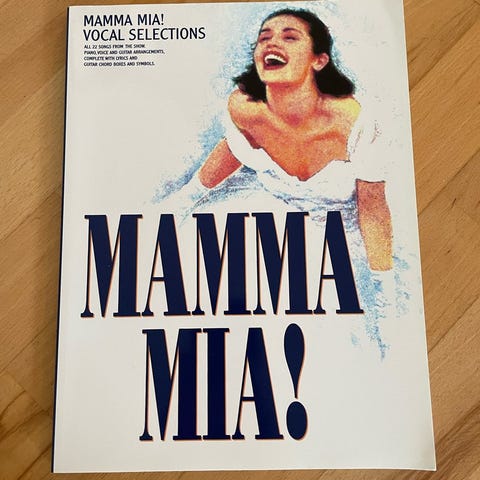 MAMMA MIA!
VOCAL SELECTIONS
ALL 22 SONGS FROM THE SHOW.
PIANO, VOICE AND GUITAR ARRANGEMENTS,
COMPLETE WITH LYRICS AND
GUITAR CHORD BOXES AND SYMBOLS.
MAMMA
MIA!